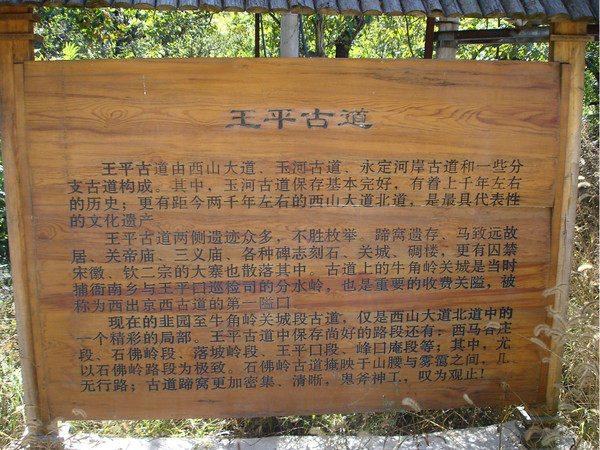 王平古道
王平古道由西山大道、玉河古道、永定河岸古道和一些分
支古道构成。其中，玉河古道保存基本完好，有着上千年左右
的历史；更有距今两千年左右的西山大道北道，是最具代表性
的文化遗产
王平古道两侧遗迹众多，不胜枚举。蹄窝遗存、马致远故
居、关帝庙、三义庙、各种碑志刻石、关城、碉楼，更有囚禁
宋徽、钦二宗的大寨也散落其中。古道上的牛角岭关城是当时
捕衙南乡与王平口巡检司的分水岭，也是重要的收费关隘，被
称为西出京西古道的第一隘口
现在的韭园至牛角岭关城段古道，仅是西山大道北道中的
一个精彩的局部。王平古道中保存尚好的路段还有：西马各庄
段、石佛岭段、落坡岭段、王平口段、峰口庵段等；其中，尤
以石佛岭路段为极致。石佛岭古道掩映于山腰与雾霭之间，几
无行路；古道蹄窝更加密集、清晰，鬼斧神工，叹为观止！